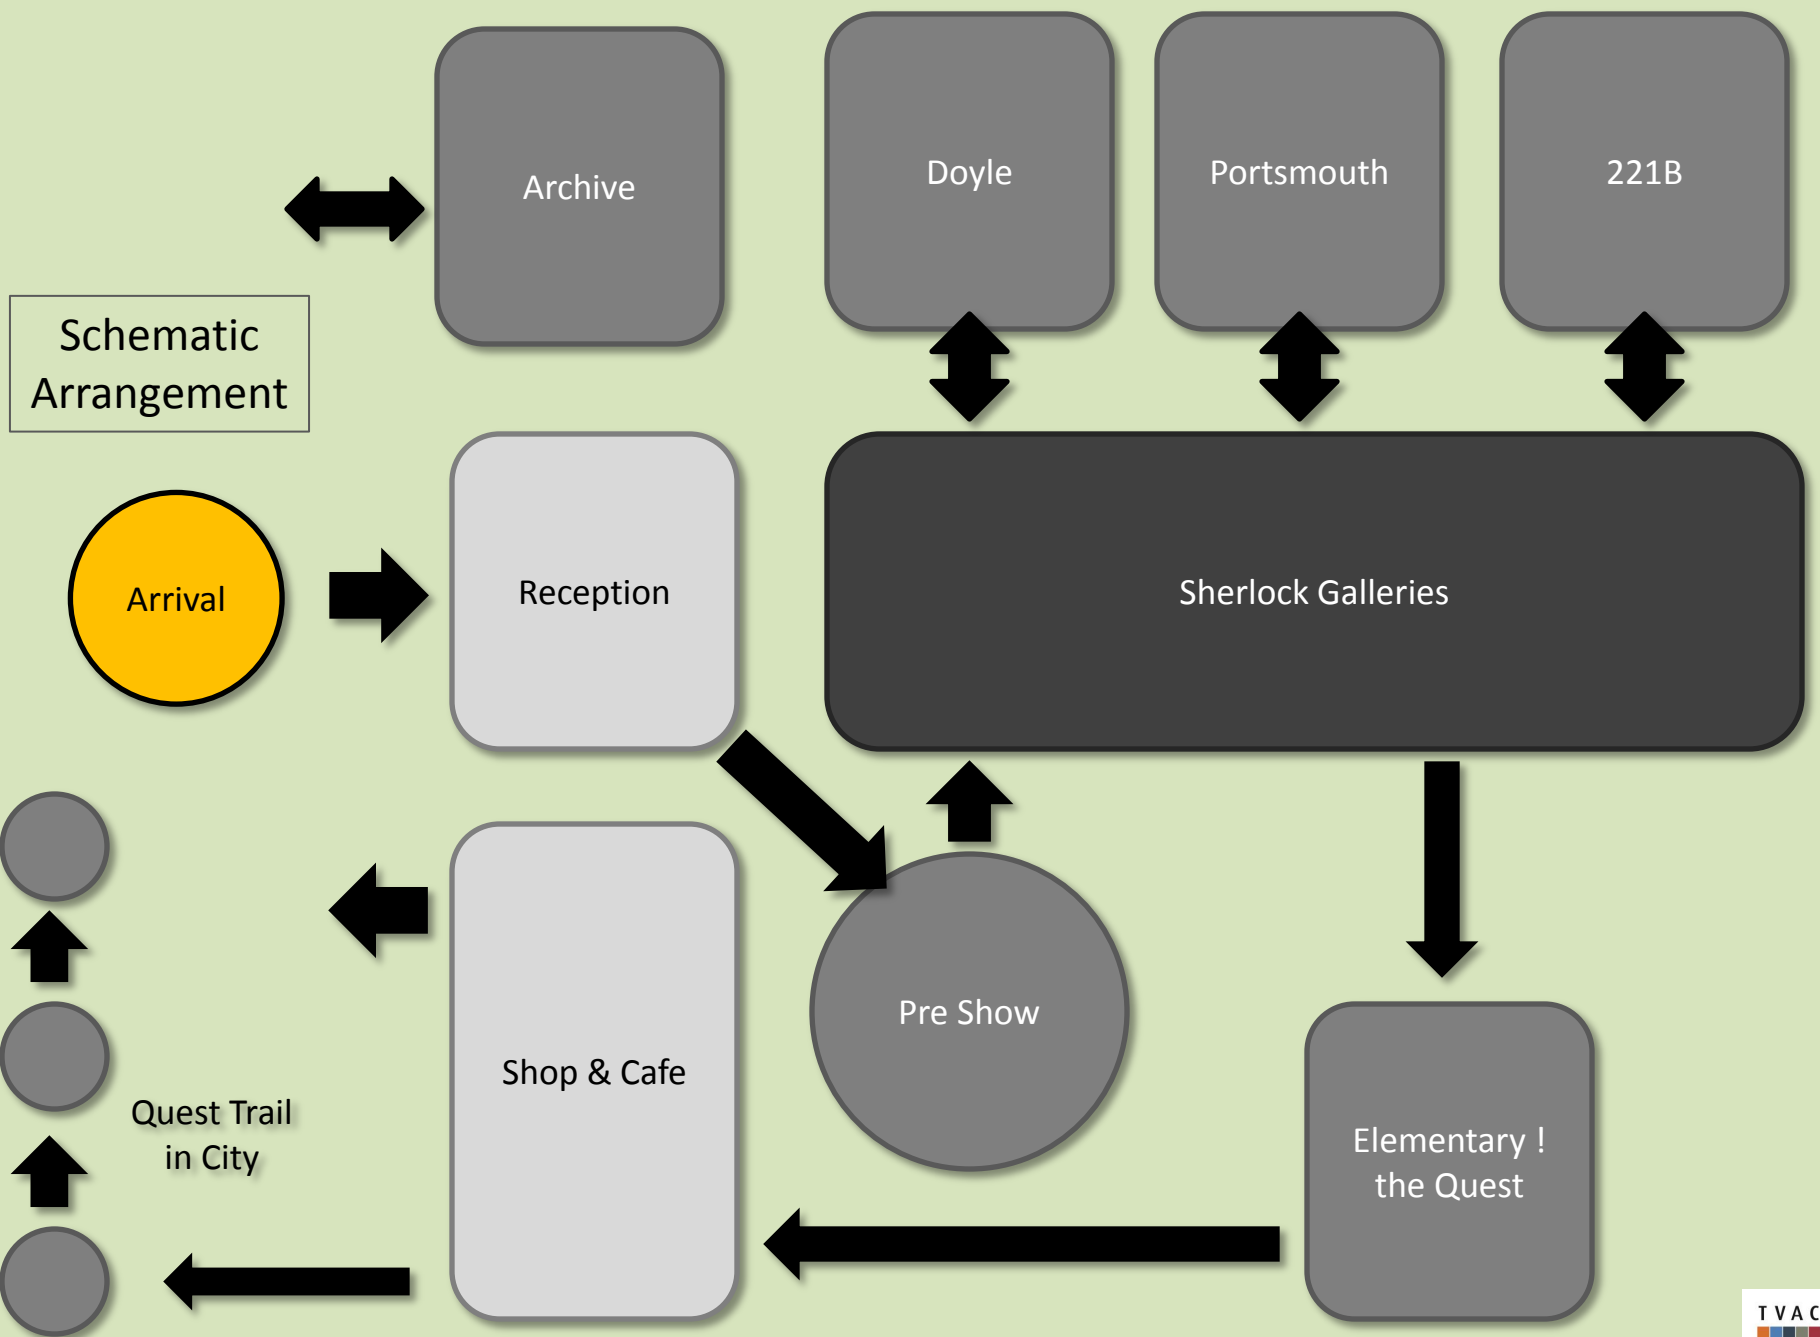 Archive
Doyle
Portsmouth
221B
Schematic
Arrangement
Arrival
Reception
Sherlock Galleries
Pre Show
Shop & Cafe
Quest Trail
in City
Elementary !
the Quest
TVAC